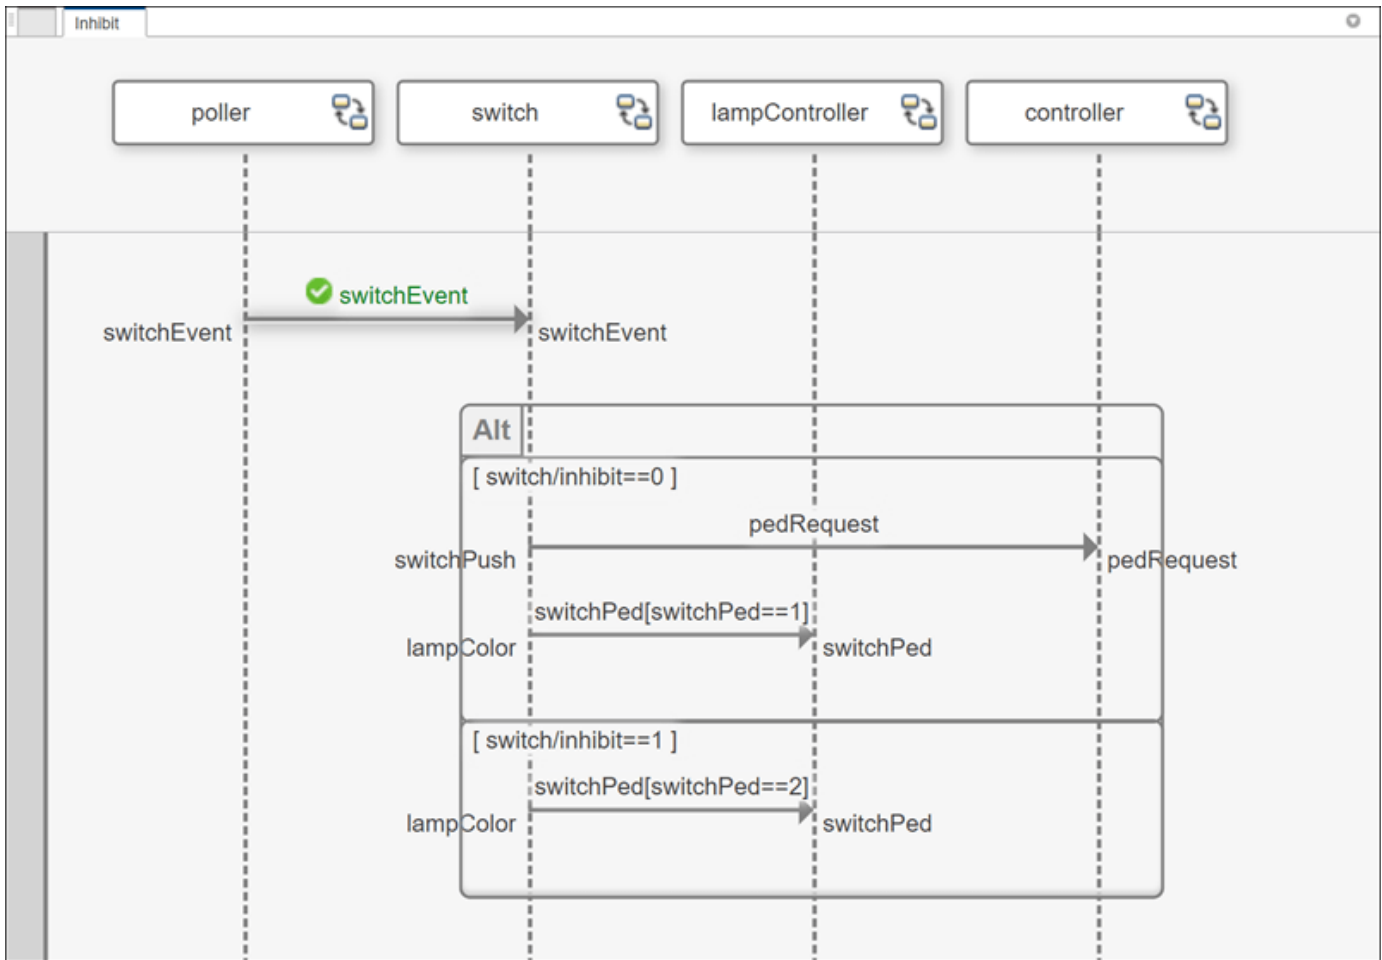 Inhibit
poller
switch
lampController
controller
switchEvent
switchEvent
switchEvent
Alt
[ switch/inhibit==0 ]
pedRequest
switchPush
pedRequest
switchPed[switchPed==1]
lampColor
switchPed
[ switch/inhibit==1 ]
switchPed[switchPed==2]
lampColor
switchPed